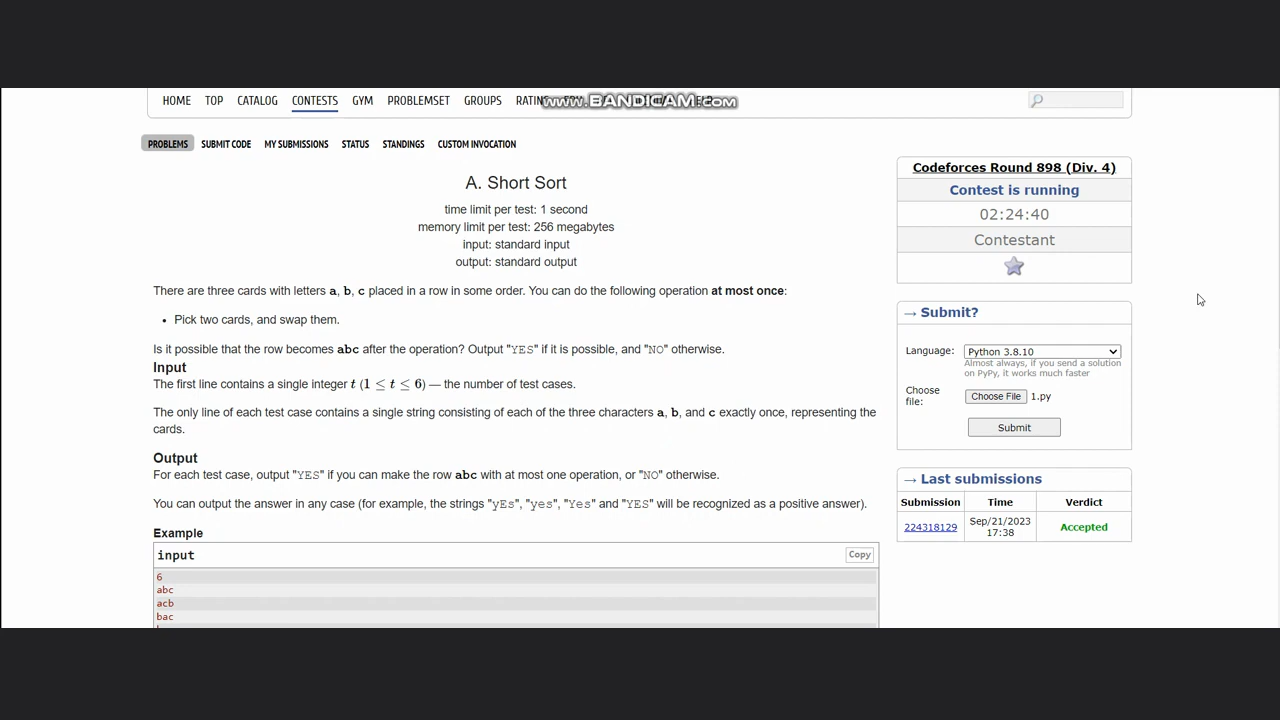 HOME TOP CATALOG CONTESTS GYM PROBLEMSET GROUPS
www.BANDICAM.com
PROBLEMS SUBMIT CODE MY SUBMISSIONS STATUS STANDINGS CUSTOM INVOCATION
A. Short Sort
time limit per test: 1 second
memory limit per test: 256 megabytes
input: standard input
output: standard output
There are three cards with letters a, b, c placed in a row in some order. You can do the following operation at most once:
• Pick two cards, and swap them.
Is it possible that the row becomes abc after the operation? Output "YES" if it is possible, and "NO" otherwise.
Input
The first line contains a single integer t (1 ≤ t ≤ 6) — the number of test cases.
The only line of each test case contains a single string consisting of each of the three characters a, b, and c exactly once, representing the
cards.
Output
For each test case, output "YES" if you can make the row abc with at most one operation, or "NO" otherwise.
You can output the answer in any case (for example, the strings "yEs", "yes", "Yes" and "YES" will be recognized as a positive answer).
Example
input Copy
6
abc
acb
bac
Codeforces Round 898 (Div. 4)
Contest is running
02:24:40
Contestant
→ Submit?
Language: Python 3.8.10
Almost always, if you send a solution
on PyPy, it works much faster
Choose
file: Choose File 1.py
Submit
→ Last submissions
Submission Time Verdict
224318129 Sep/21/2023
17:38 Accepted